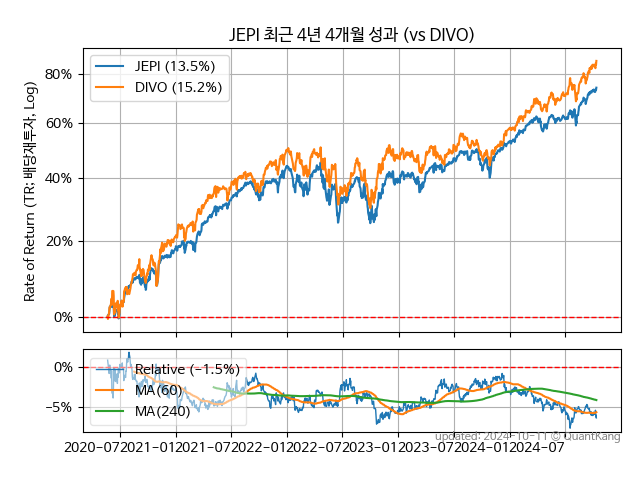 JEPI 최근 4년 4개월 성과 (vs DIVO)
Rate of Return (TR: 배당재투자, Log)
80%
60%
40%
20%
0%
JEPI (13.5%)
DIVO (15.2%)
0%
−5%
Relative (−1.5%)
MA(60)
MA(240)
2020-07 2021-01 2021-07 2022-01 2022-07 2023-01 2023-07 2024-01 2024-07
updated: 2024-10-11 © QuantKang